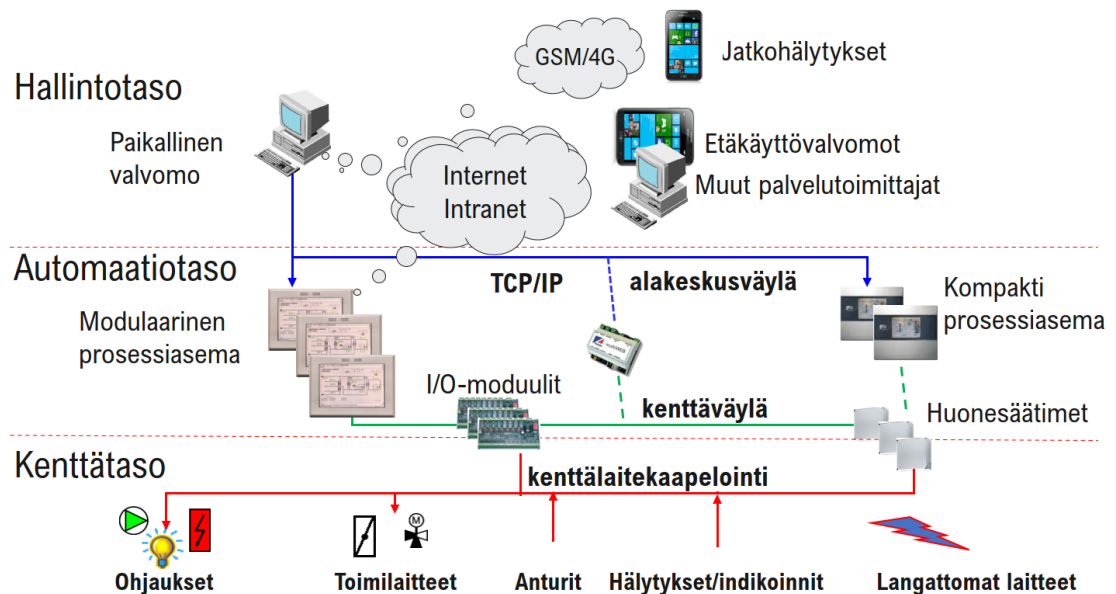 GSM/4G
Jatkohälytykset
Hallintotaso
Paikallinen
valvomo
Internet
Intranet
Etäkäyttövalvomot
Muut palvelutoimittajat
Automaatiotaso
TCP/IP
alakeskusväylä
Modulaarinen
prosessiasema
Kompakti
prosessiasema
I/O-moduulit
kenttäväylä
Huonesäätimet
Kenttätaso
kenttälaitekaapelointi
M
Ohjaukset
Toimilaitteet
Anturit
Hälytykset/indikoinnit
Langattomat laitteet